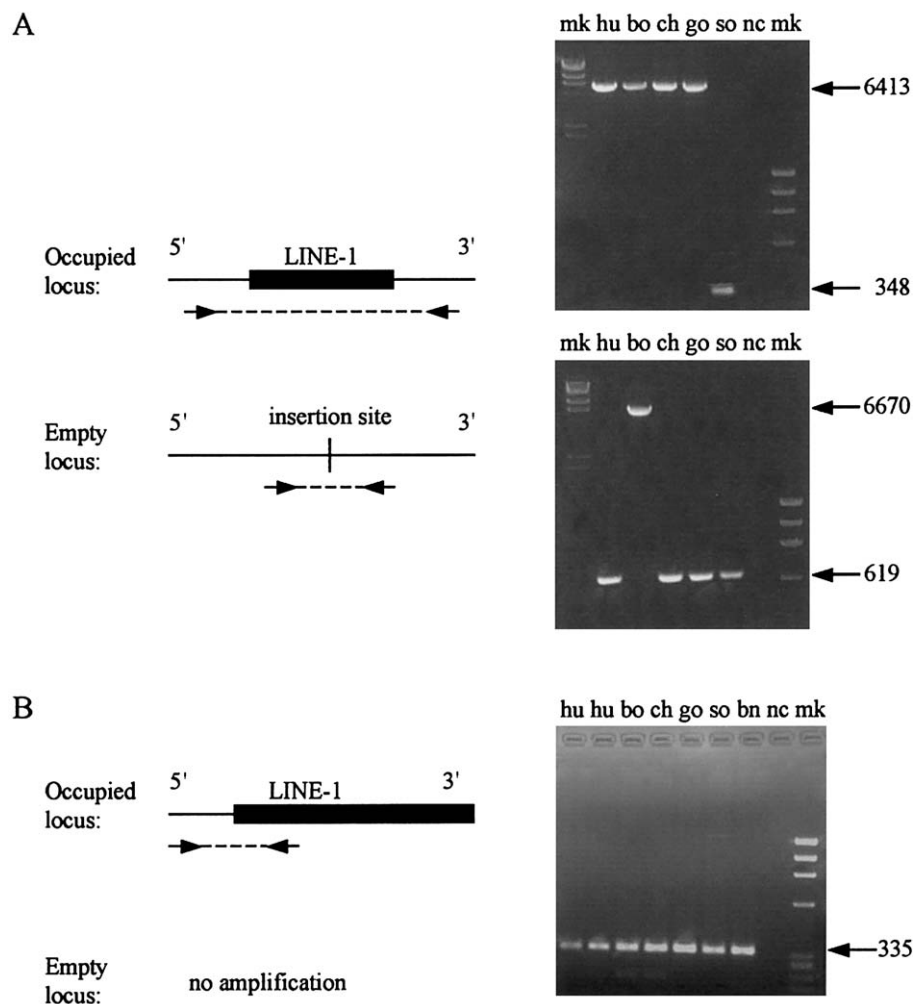 A
mk hu bo ch go so nc mk
6413
348
5'
LINE-1
3'
Occupied
locus:
5'
insertion site
3'
Empty
locus:
mk hu bo ch go so nc mk
6670
619
B
hu hu bo ch go so bn nc mk
335
5'
LINE-1
3'
Occupied
locus:
Empty
locus:
no amplification